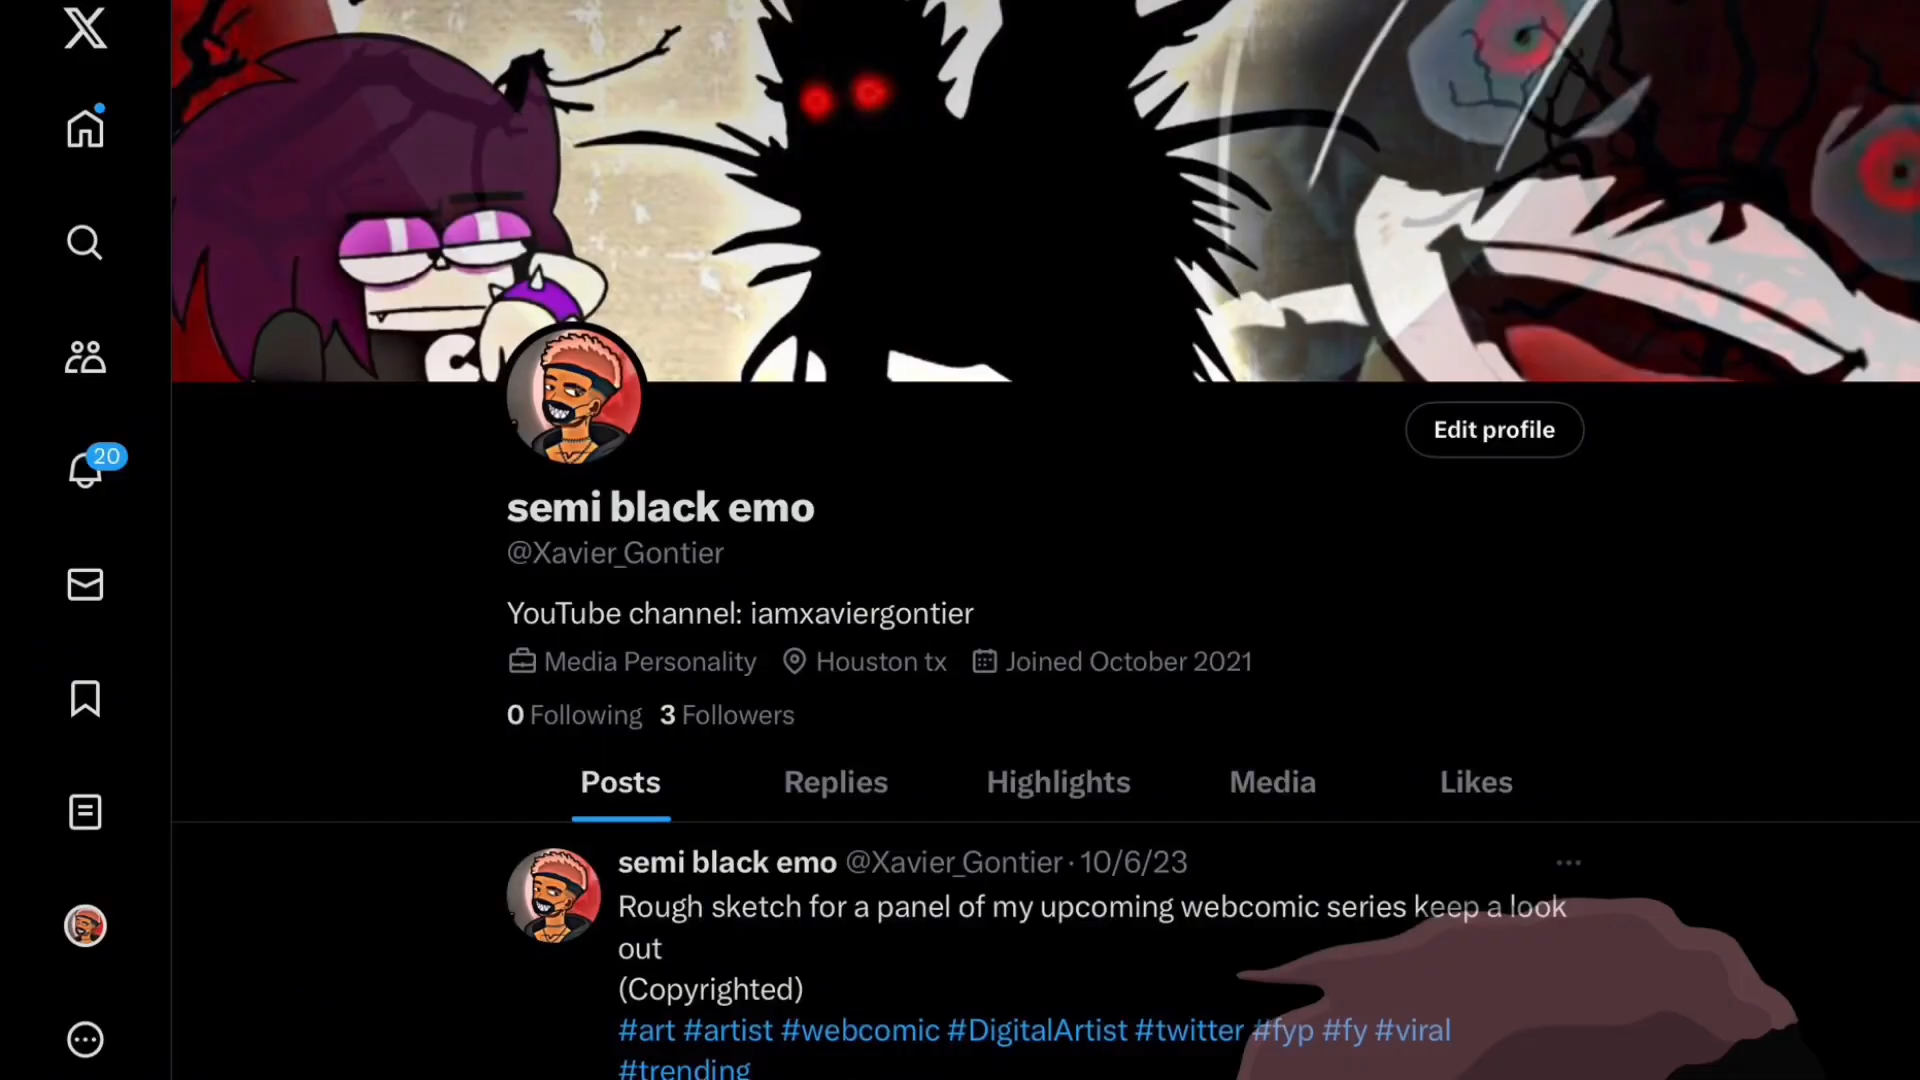 Edit profile
20
semi black emo
@Xavier_Gontier
YouTube channel: iamxaviergontier
Media Personality Houston tx Joined October 2021
0 Following 3 Followers
Posts Replies Highlights Media Likes
semi black emo @Xavier_Gontier · 10/6/23
Rough sketch for a panel of my upcoming webcomic series keep a look
out
(Copyrighted)
#art #artist #webcomic #DigitalArtist #twitter #fyp #fy #viral
#trending